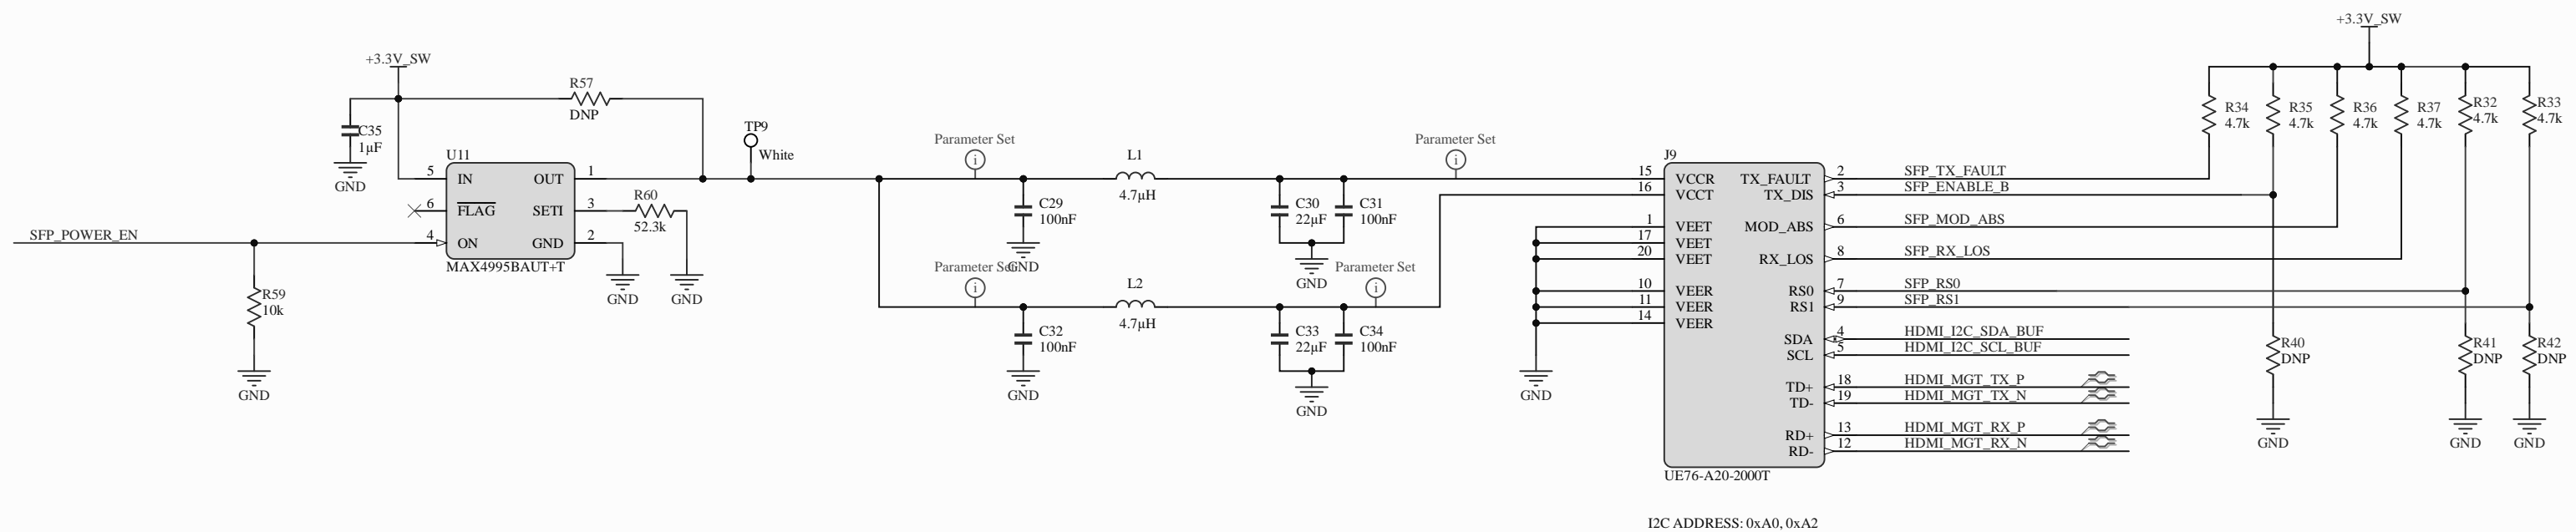 +3.3V_SW
+3.3V_SW
R57
DNP
C35
1µF
GND
U11
5 IN OUT 1
6 FLAG SETI 3
4 ON GND 2
MAX4995BAUT+T
SFP_POWER_EN
R59
10k
GND
R60
52.3k
GND
GND
TP9
White
Parameter Set
L1
4.7µH
Parameter Set
C29
100nF
GND
C30
22µF
C31
100nF
GND
Parameter Set
L2
4.7µH
Parameter Set
C32
100nF
GND
C33
22µF
C34
100nF
GND
J9
15 VCCR TX_FAULT 2 SFP_TX_FAULT
16 VCCT TX_DIS 3 SFP_ENABLE_B
1 VEET MOD_ABS 6 SFP_MOD_ABS
17 VEET
20 VEET RX_LOS 8 SFP_RX_LOS
10 VEER RS0 7 SFP_RS0
11 VEER RS1 9 SFP_RS1
14 VEER
SDA 4 HDMI_I2C_SDA_BUF
SCL 5 HDMI_I2C_SCL_BUF
TD+ 18 HDMI_MGT_TX_P
TD- 19 HDMI_MGT_TX_N
RD+ 13 HDMI_MGT_RX_P
RD- 12 HDMI_MGT_RX_N
GND
UE76-A20-2000T
R34
4.7k
R35
4.7k
R36
4.7k
R37
4.7k
R32
4.7k
R33
4.7k
R40
DNP
R41
DNP
R42
DNP
GND
GND
GND
I2C ADDRESS: 0xA0, 0xA2